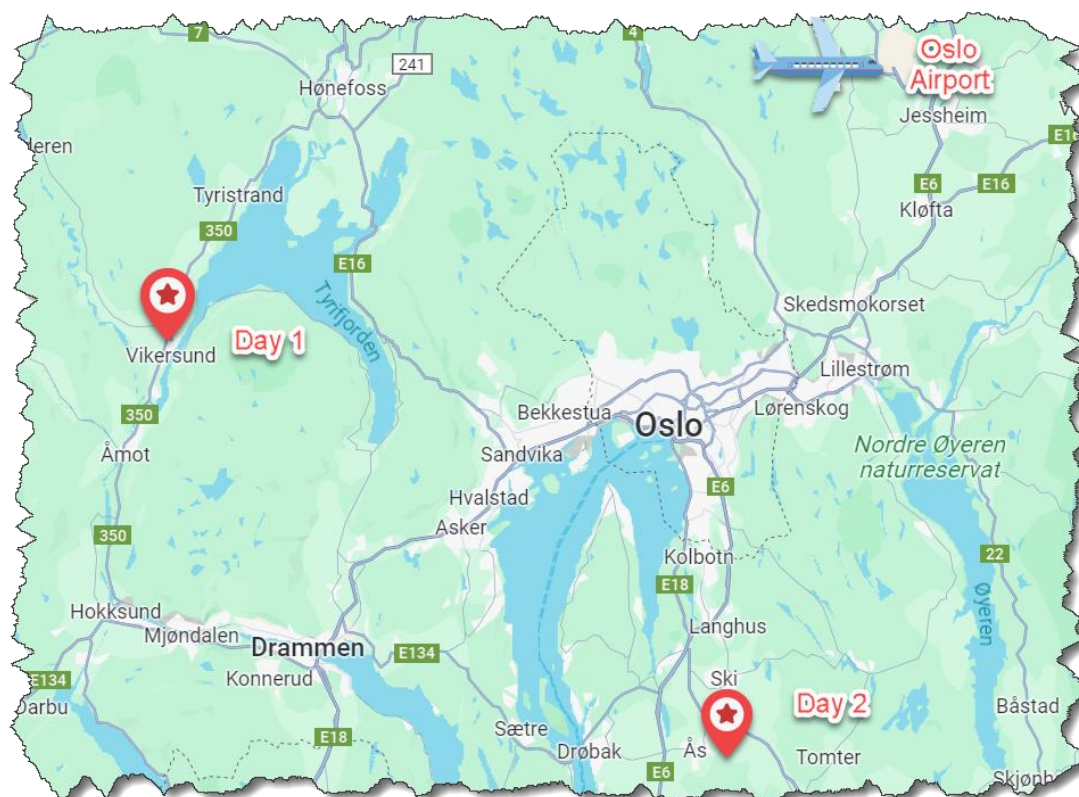 7
4
Oslo
Airport
241
Hønefoss
Jessheim
E16
deren
E6
E16
Tyristrand
Kløfta
350
E16
Skedsmokorset
Tyrifjorden
Vikersund
Day 1
Lillestrøm
350
Bekkestua
Oslo
Lørenskog
Åmot
Sandvika
Nordre Øyeren
naturreservat
E6
Hvalstad
Asker
350
Kolbotn
22
E18
Øyeren
Hokksund
Mjøndalen
Langhus
Drammen
E134
Konnerud
Ski
E134
Darbu
Day 2
Båstad
Sætre
E18
Drøbak
Ås
Tomter
E6